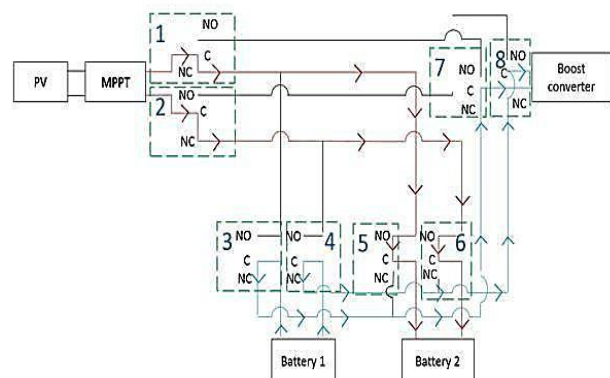 1
NO
C
NC
PV
MPPT
2
NO
C
NC
7
NO
C
NC
8
NO
C
NC
Boost
converter
3
NO
C
NC
4
NO
C
NC
5
NO
C
NC
6
NO
C
NC
Battery 1
Battery 2